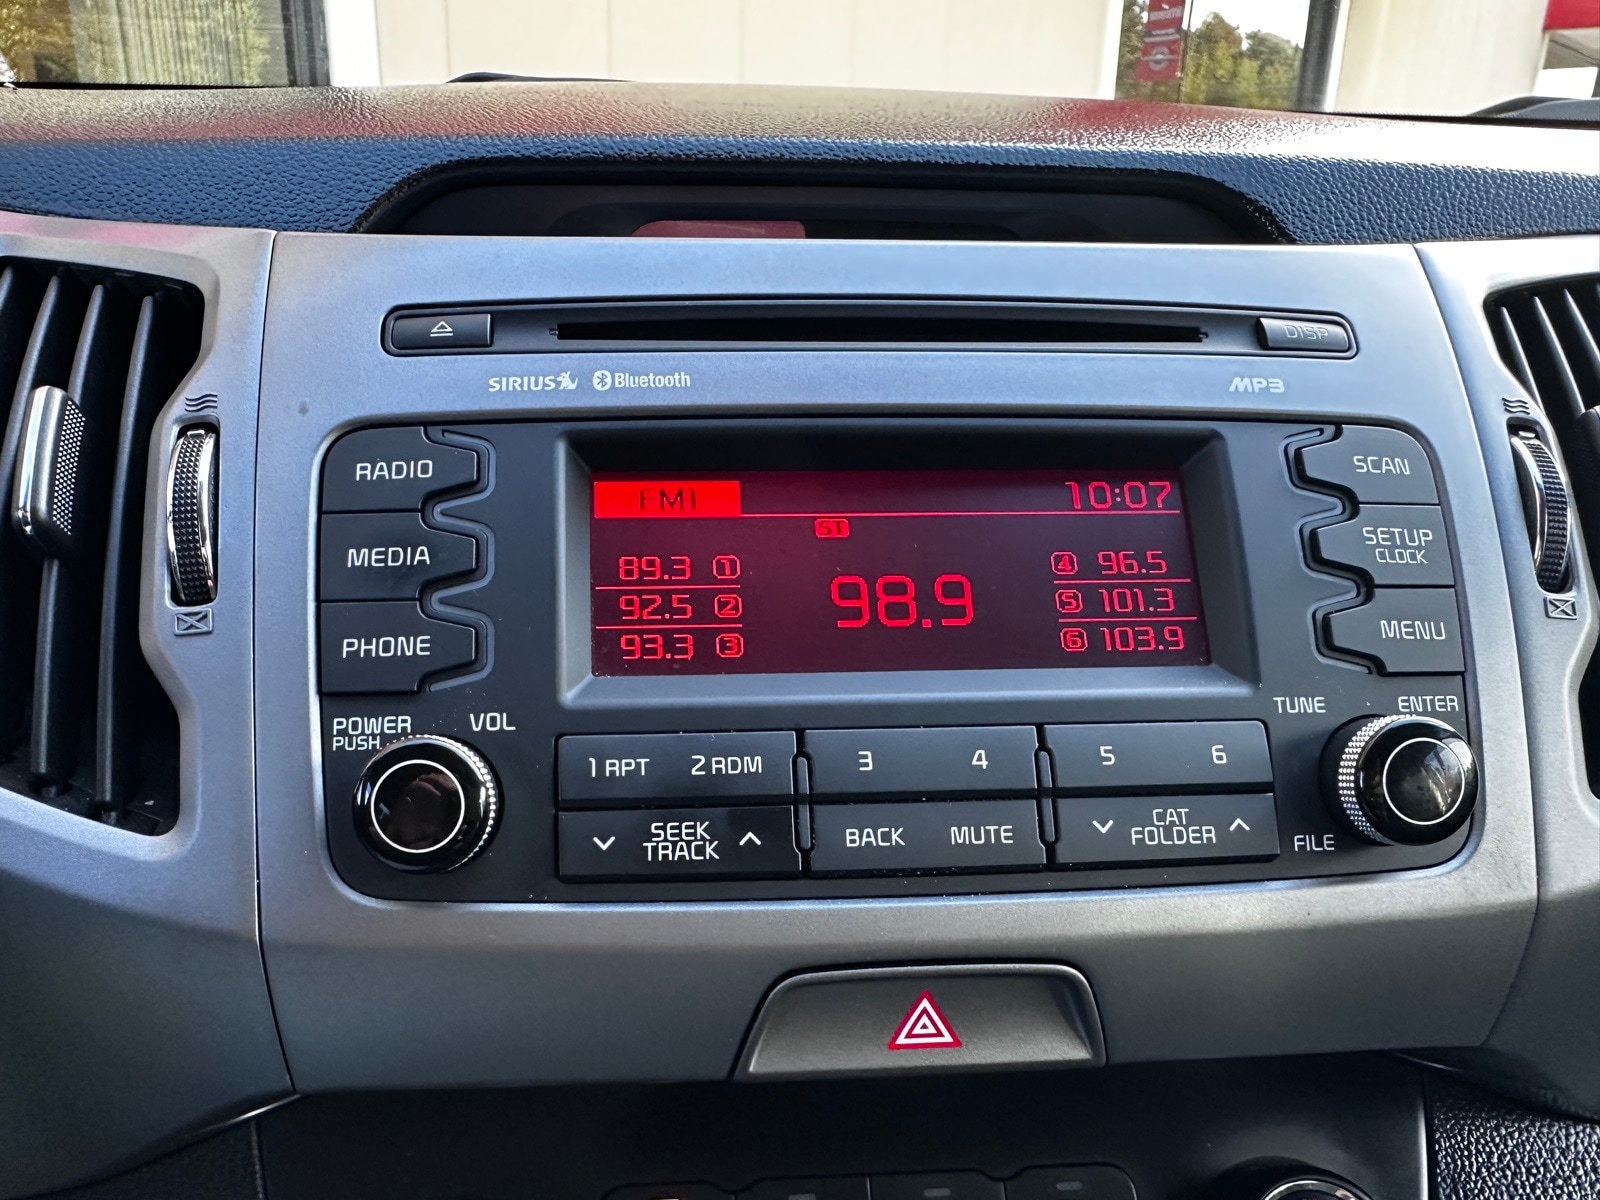 DISP
SIRIUS Bluetooth MP3
RADIO
MEDIA
PHONE
FM1 10:07
ST
89.3 1
92.5 2
93.3 3
98.9
4 96.5
5 101.3
6 103.9
SCAN
SETUP
CLOCK
MENU
POWER
PUSH
VOL
1 RPT 2 RDM 3 4 5 6
SEEK
TRACK
BACK MUTE
CAT
FOLDER
TUNE
ENTER
FILE